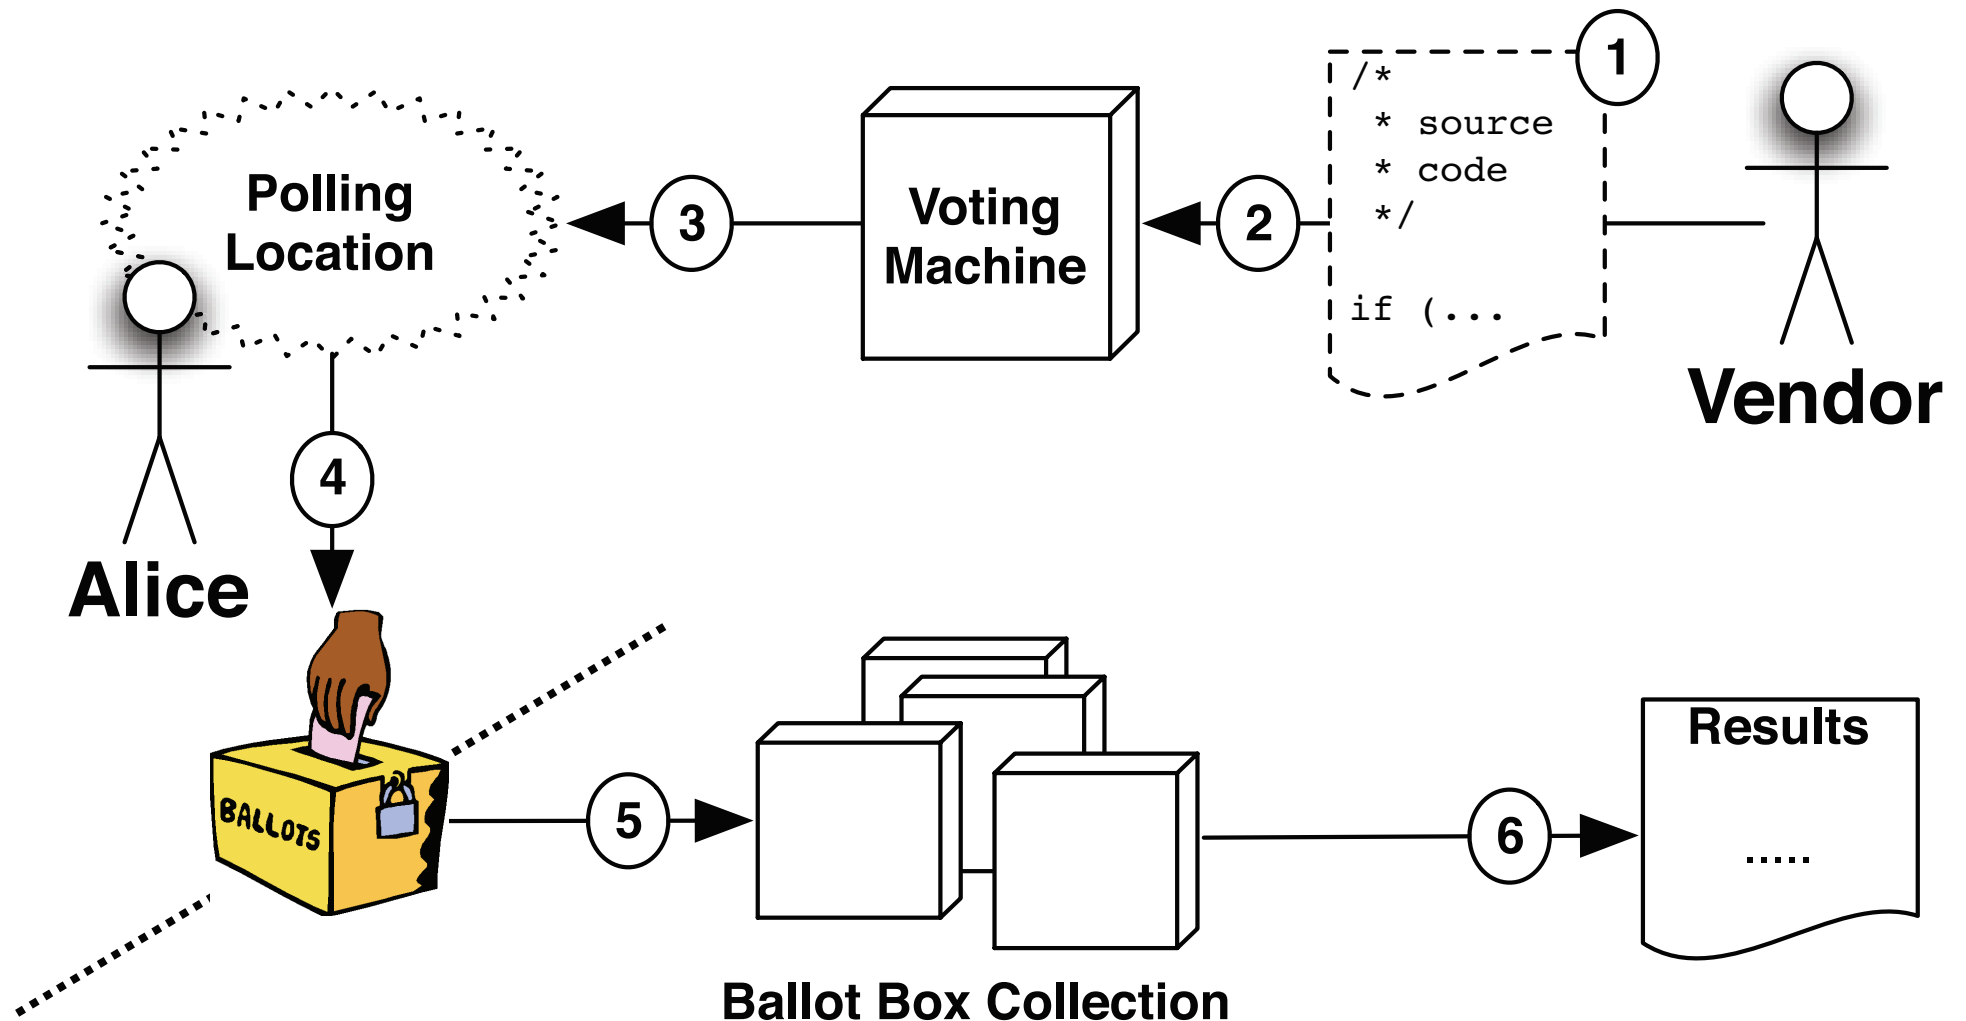 1
/*
* source
* code
*/
if (...
Vendor
2
Voting
Machine
3
Polling
Location
Alice
4
BALLOTS
5
Ballot Box Collection
6
Results
.....